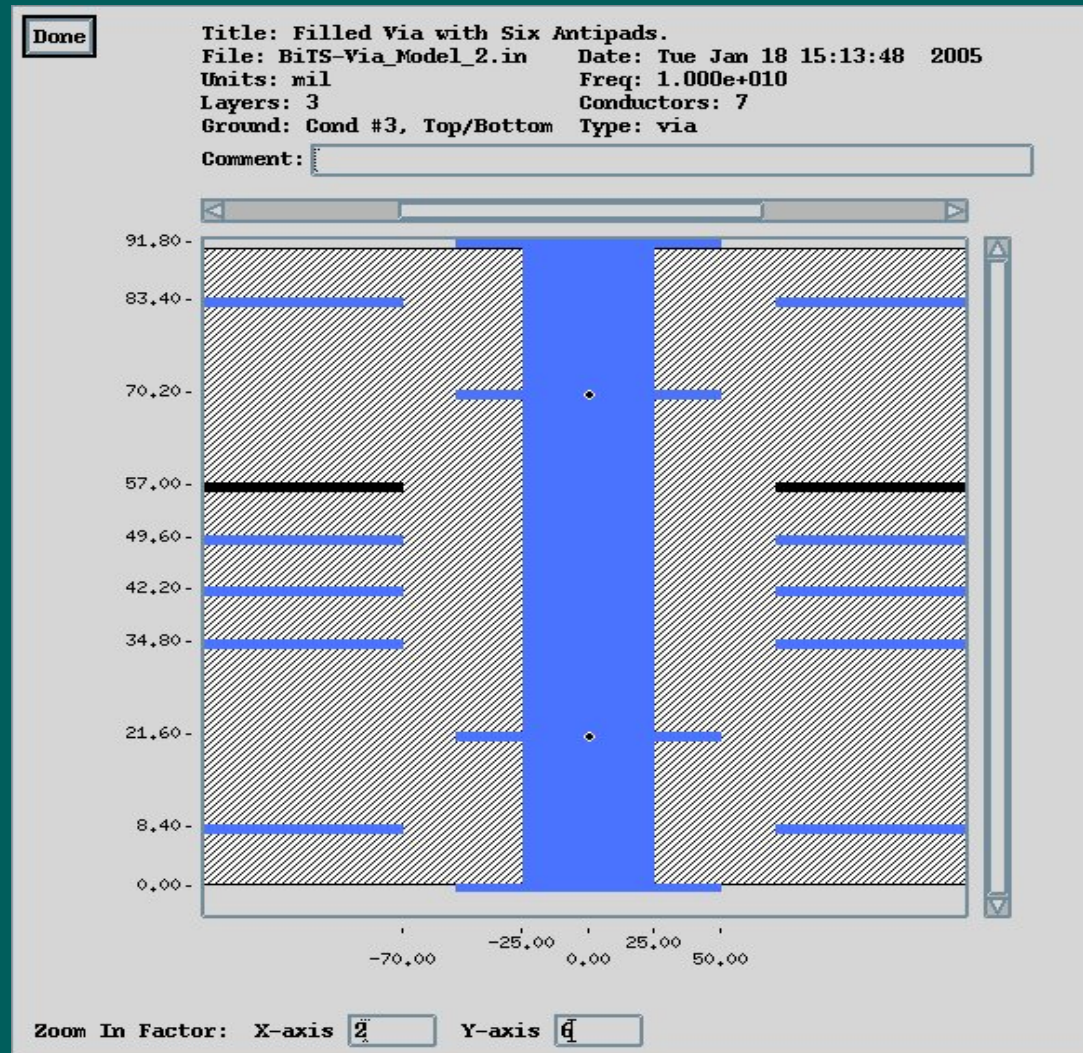 Done
Title: Filled Via with Six Antipads.
File: BiTS-Via_Model_2.in Date: Tue Jan 18 15:13:48 2005
Units: mil Freq: 1.000e+010
Layers: 3 Conductors: 7
Ground: Cond #3, Top/Bottom Type: via
Comment:
91.80-
83.40-
70.20-
57.00-
49.60-
42.20-
34.80-
21.60-
8.40-
0.00-
-25.00 25.00
-70.00 0.00 50.00
Zoom In Factor: X-axis 2 Y-axis 6